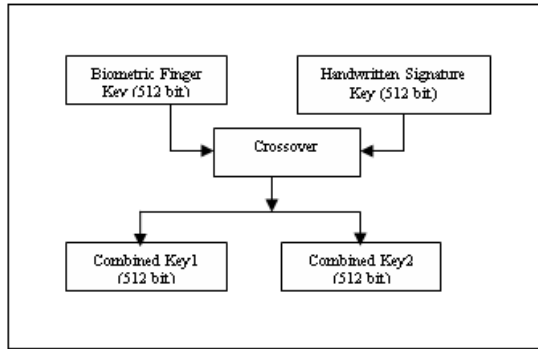 Biometric Finger
Key (512 bit)
Handwritten Signature
Key (512 bit)
Crossover
Combined Key1
(512 bit)
Combined Key2
(512 bit)